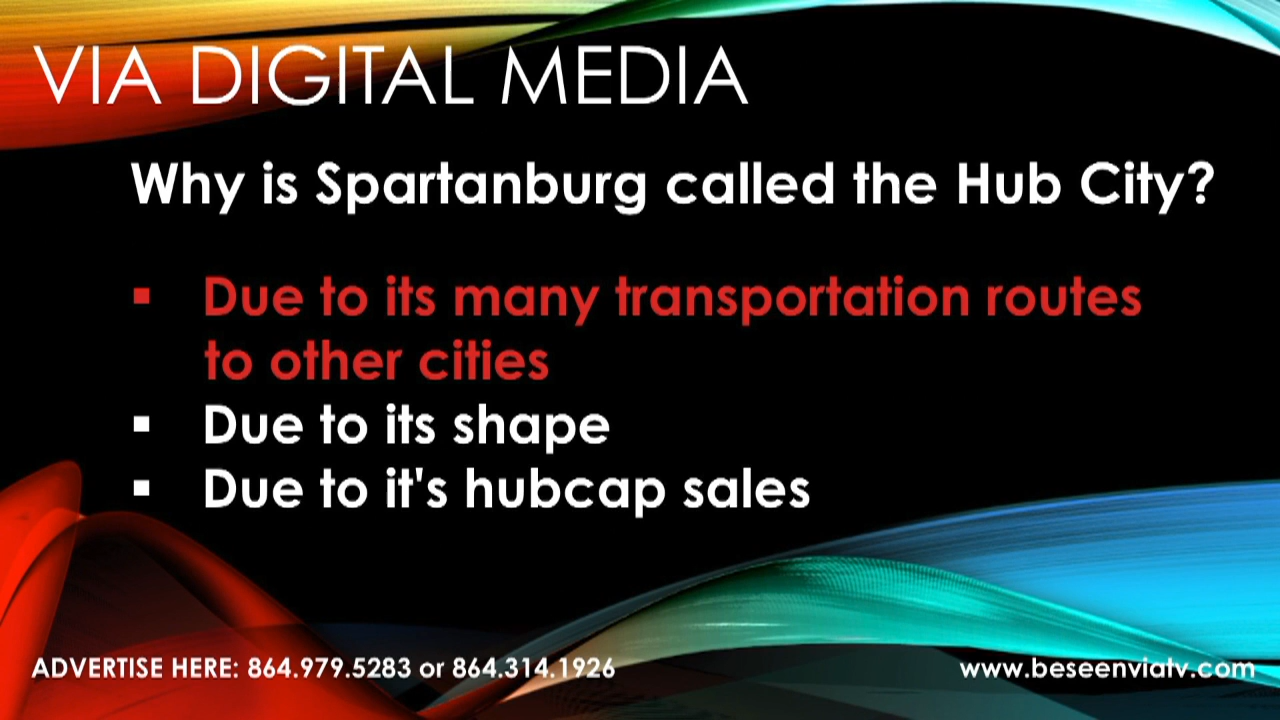 VIA DIGITAL MEDIA
Why is Spartanburg called the Hub City?
▪ Due to its many transportation routes
to other cities
▪ Due to its shape
▪ Due to it's hubcap sales
ADVERTISE HERE: 864.979.5283 or 864.314.1926
www.beseenviatv.com